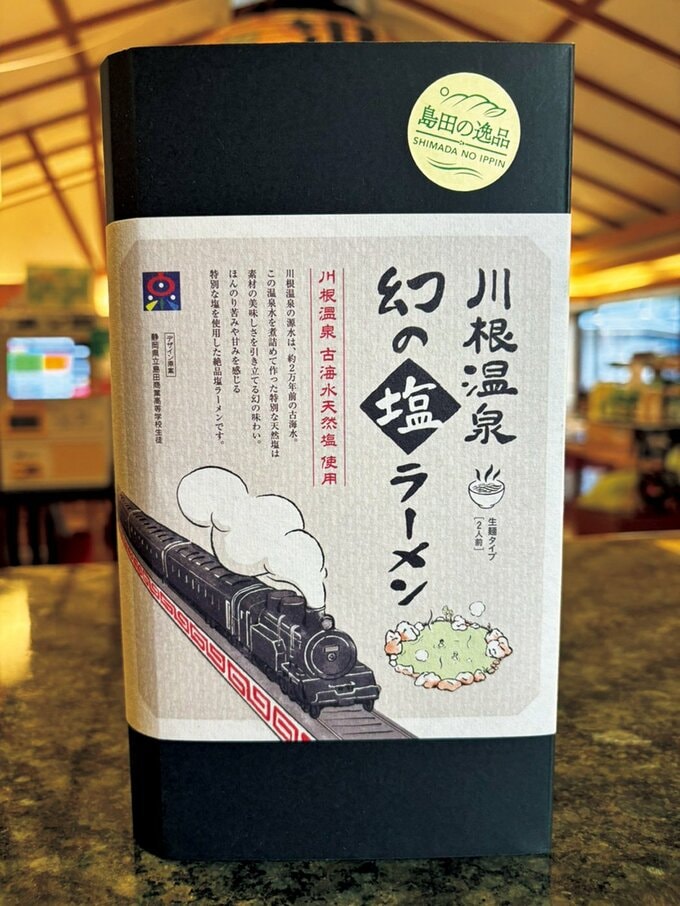 島田の逸品
SHIMADA NO IPPIN
川根温泉
幻の塩ラーメン
生麺タイプ
[2人前]
川根温泉 古海水天然塩 使用
川根温泉の源水は、約2万年前の古海水。
この温泉水を煮詰めて作った特別な天然塩は
素材の美味しさを引き立てる幻の味わい。
ほんのり苦みや甘みを感じる
特別な塩を使用した絶品塩ラーメンです。
デザイン原案
静岡県立島田商業高等学校生徒